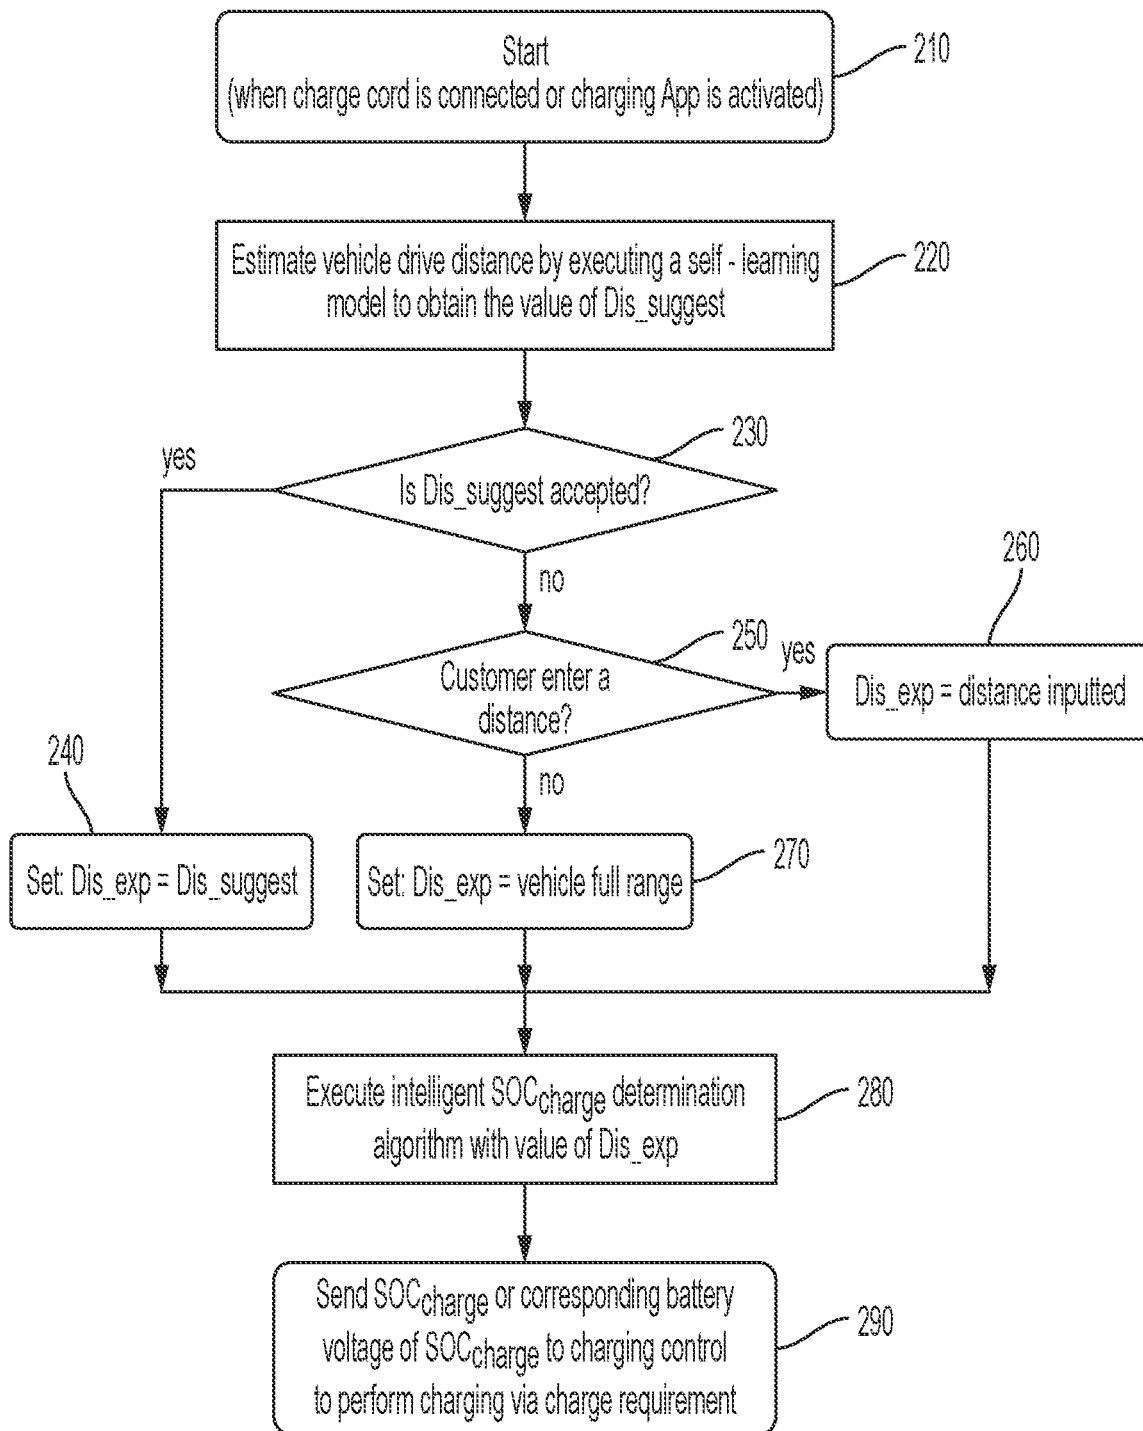 Start
(when charge cord is connected or charging App is activated)
210
Estimate vehicle drive distance by executing a self - learning
model to obtain the value of Dis_suggest
220
230
yes
Is Dis_suggest accepted?
no
260
250
yes
Customer enter a
distance?
Dis_exp = distance inputted
240
no
Set: Dis_exp = Dis_suggest
Set: Dis_exp = vehicle full range
270
Execute intelligent SOCcharge determination
algorithm with value of Dis_exp
280
Send SOCcharge or corresponding battery
voltage of SOCcharge to charging control
to perform charging via charge requirement
290